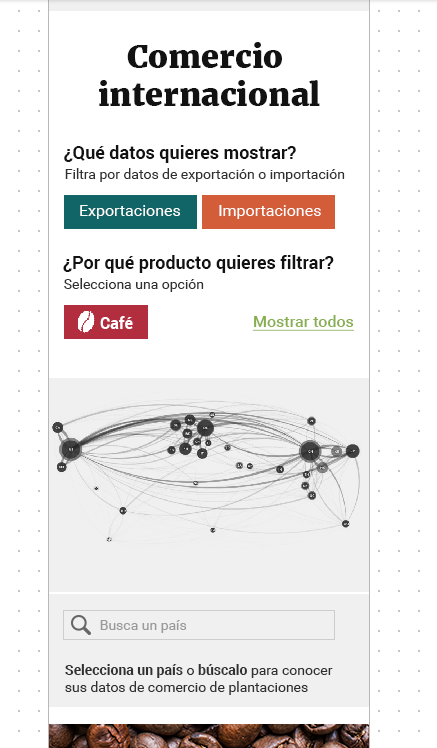 Comercio
internacional
¿Qué datos quieres mostrar?
Filtra por datos de exportación o importación
Exportaciones
Importaciones
¿Por qué producto quieres filtrar?
Selecciona una opción
Café
Mostrar todos
Busca un país
Selecciona un país o búscalo para conocer
sus datos de comercio de plantaciones